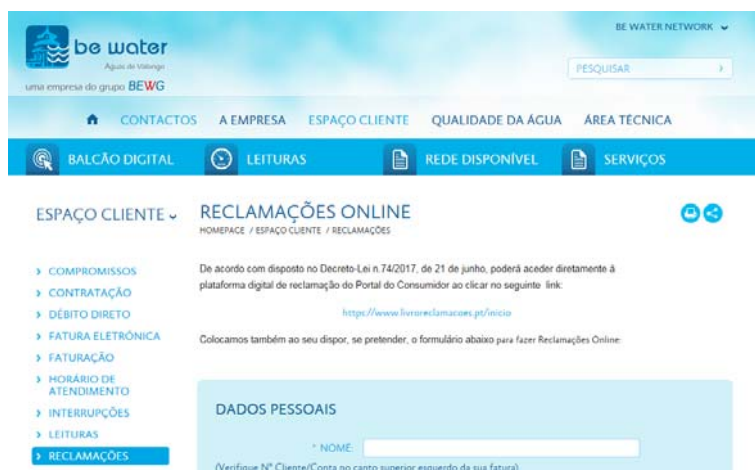 BE WATER NETWORK
be water
Águas de Valongo
uma empresa do grupo BEWG
PESQUISAR
CONTACTOS A EMPRESA ESPAÇO CLIENTE QUALIDADE DA ÁGUA ÁREA TÉCNICA
BALCÃO DIGITAL LEITURAS REDE DISPONÍVEL SERVIÇOS
ESPAÇO CLIENTE
COMPROMISSOS
CONTRATAÇÃO
DÉBITO DIRETO
FATURA ELETRÓNICA
FATURAÇÃO
HORÁRIO DE
ATENDIMENTO
INTERRUPÇÕES
LEITURAS
RECLAMAÇÕES
RECLAMAÇÕES ONLINE
HOMEPAGE / ESPAÇO CLIENTE / RECLAMAÇÕES
De acordo com disposto no Decreto-Lei n.74/2017, de 21 de junho, poderá aceder diretamente á
plataforma digital de reclamação do Portal do Consumidor ao clicar no seguinte link:
https://www.livroreclamacoes.pt/inicio
Colocamos também ao seu dispor, se pretender, o formulário abaixo para fazer Reclamações Online:
DADOS PESSOAIS
* NOME:
(Verifique Nº Cliente/Conta no canto superior esquerdo da sua fatura)